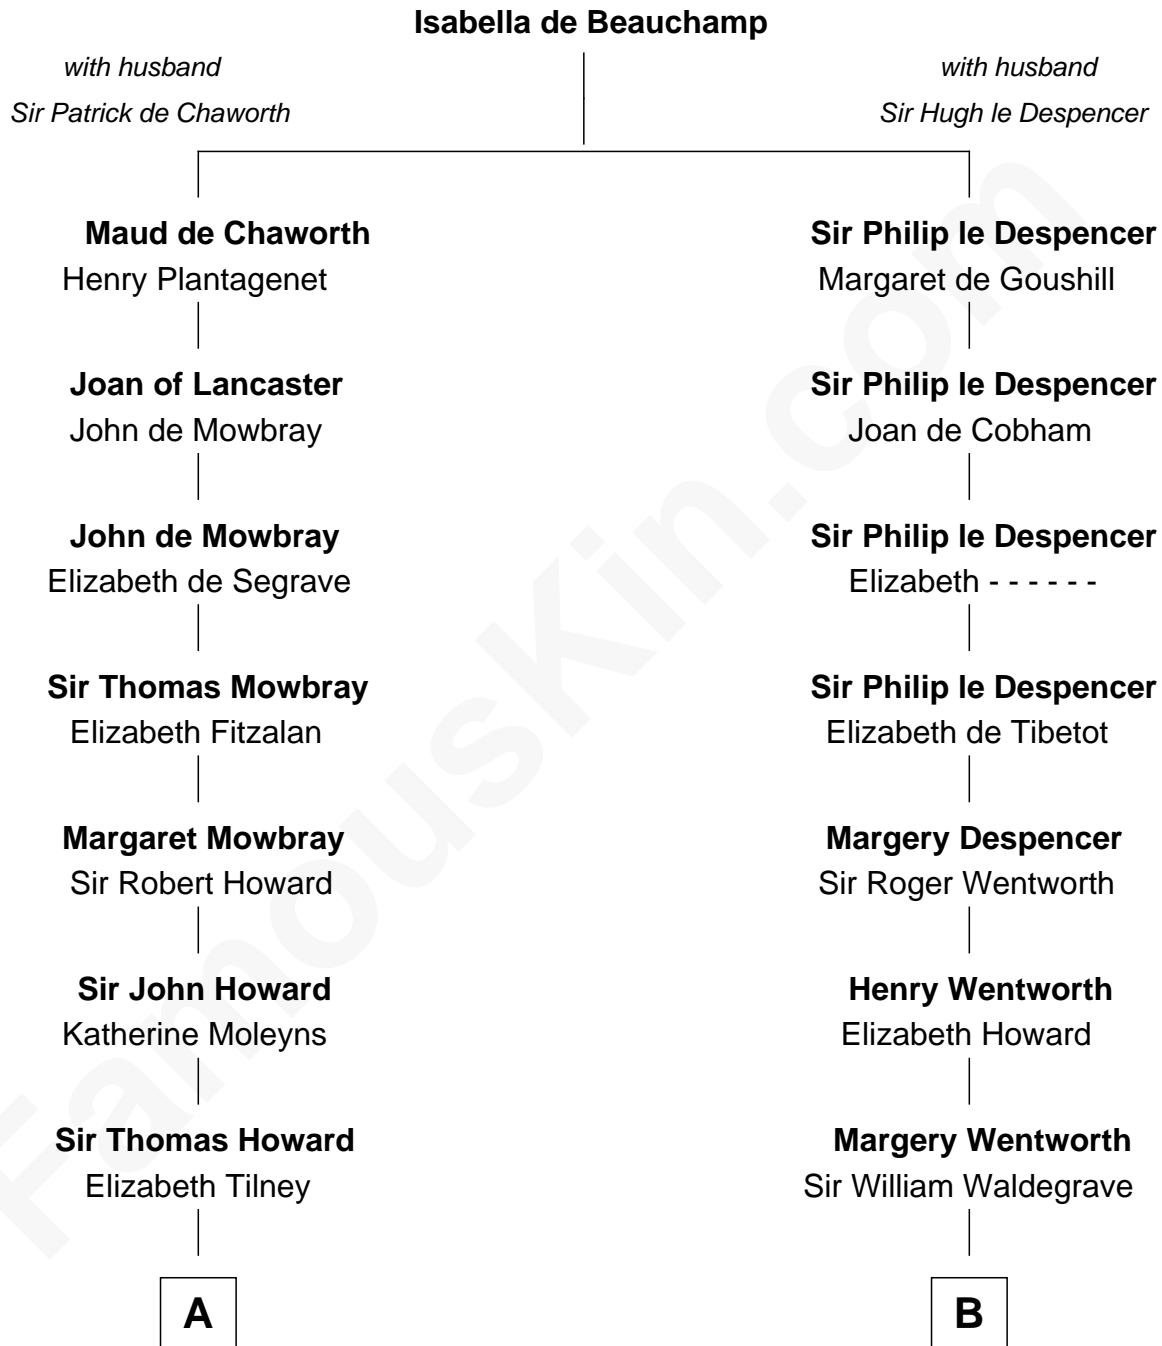 Isabella de Beauchamp
with husband
Sir Patrick de Chaworth
with husband
Sir Hugh le Despencer
Maud de Chaworth
Henry Plantagenet
Sir Philip le Despencer
Margaret de Goushill
Joan of Lancaster
John de Mowbray
Sir Philip le Despencer
Joan de Cobham
John de Mowbray
Elizabeth de Segrave
Sir Philip le Despencer
Elizabeth - - - - - -
Sir Thomas Mowbray
Elizabeth Fitzalan
Sir Philip le Despencer
Elizabeth de Tibetot
Margaret Mowbray
Sir Robert Howard
Margery Despencer
Sir Roger Wentworth
Sir John Howard
Katherine Moleyns
Henry Wentworth
Elizabeth Howard
Sir Thomas Howard
Elizabeth Tilney
Margery Wentworth
Sir William Waldegrave
A
B
FamousKin.com